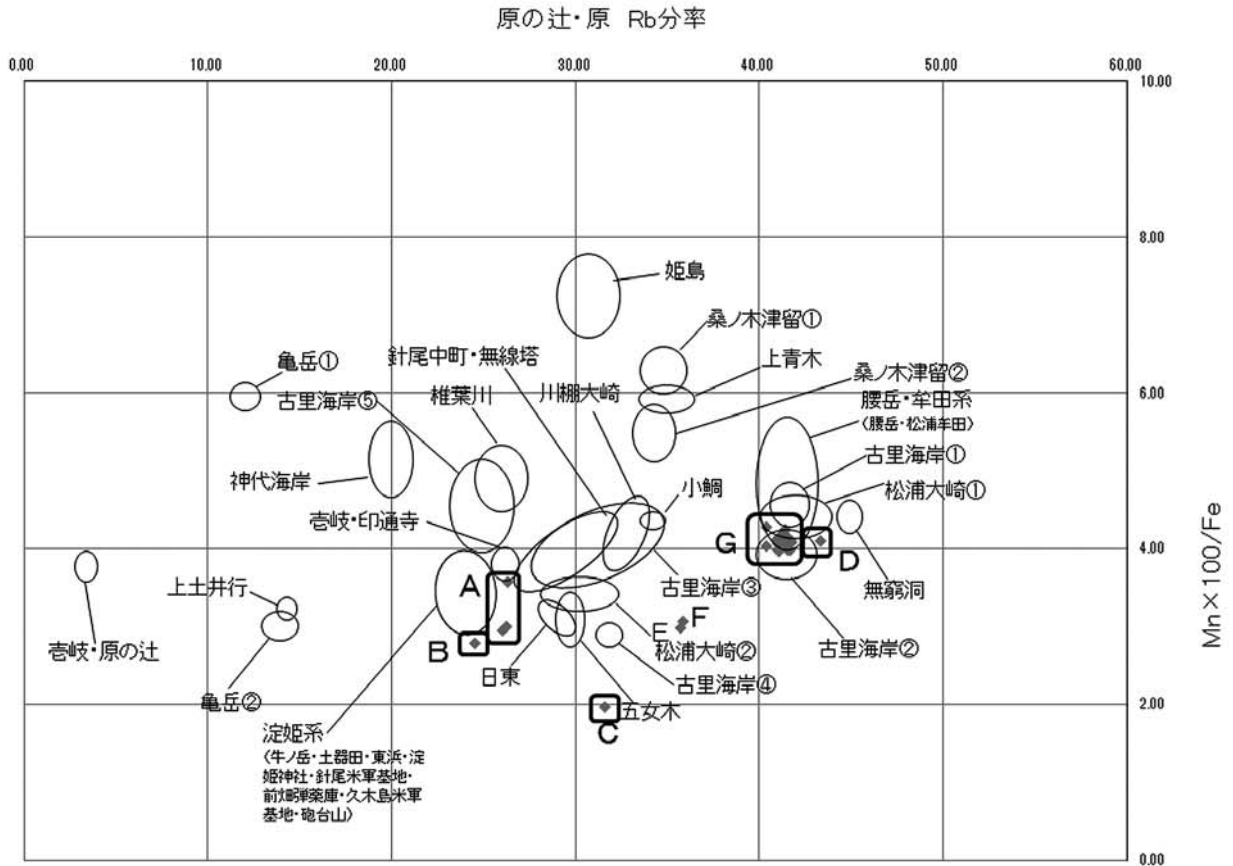 原の辻・原 Rb分率
0.00 10.00 20.00 30.00 40.00 50.00 60.00
10.00
8.00
姫島
桑ノ木津留①
針尾中町・無線塔
上青木
亀岳①
桑ノ木津留②
6.00
古里海岸⑤
椎葉川
川棚大崎
腰岳・牟田系
(腰岳・松浦牟田)
古里海岸①
神代海岸
小鯛
松浦大崎①
壱岐・印通寺
G
D
4.00
A
上土井行
古里海岸③
無窮洞
F
E
壱岐・原の辻
B
松浦大崎②
古里海岸②
日東
古里海岸④
亀岳②
2.00
五女木
C
淀姫系
(牛ノ岳・土器田・東浜・淀
姫神社・針尾米軍基地・
前畑弾薬庫・久木島米軍
基地・砲台山)
0.00
Mn×100/Fe